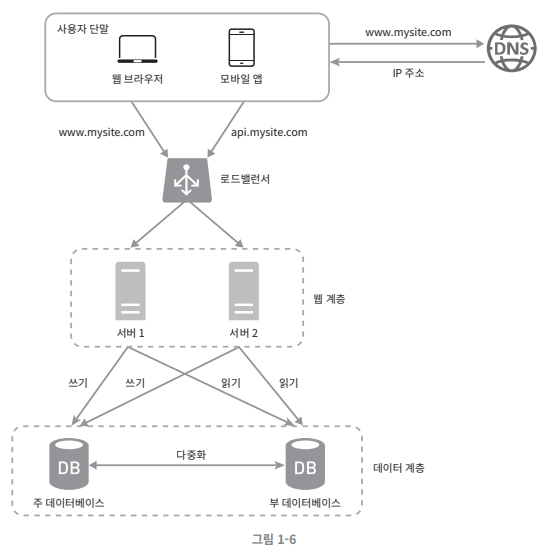 사용자 단말
웹 브라우저
모바일 앱
www.mysite.com
DNS
IP 주소
www.mysite.com
api.mysite.com
로드밸런서
서버 1
서버 2
웹 계층
쓰기
쓰기
읽기
읽기
DB
다중화
DB
데이터 계층
주 데이터베이스
부 데이터베이스
그림 1-6